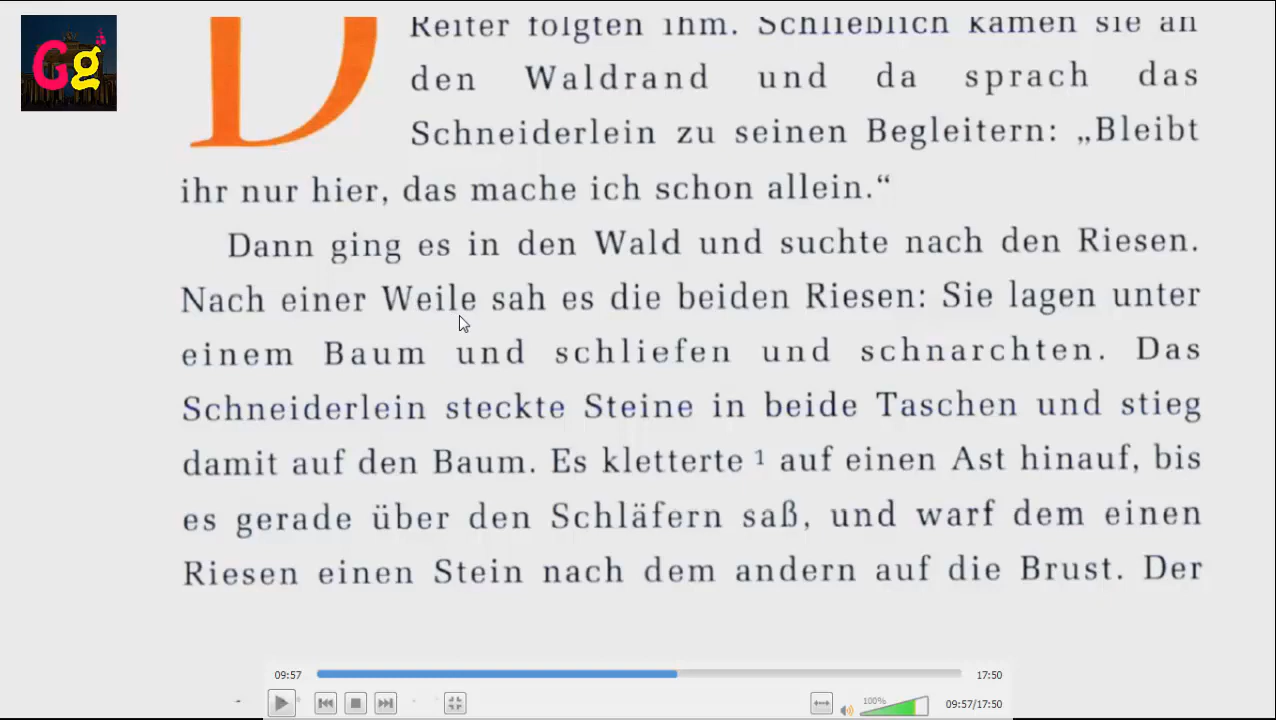 Gg
D
Reiter folgten ihm. Schließlich kamen sie an
den Waldrand und da sprach das
Schneiderlein zu seinen Begleitern: „Bleibt
ihr nur hier, das mache ich schon allein.“
Dann ging es in den Wald und suchte nach den Riesen.
Nach einer Weile sah es die beiden Riesen: Sie lagen unter
einem Baum und schliefen und schnarchten. Das
Schneiderlein steckte Steine in beide Taschen und stieg
damit auf den Baum. Es kletterte ¹ auf einen Ast hinauf, bis
es gerade über den Schläfern saß, und warf dem einen
Riesen einen Stein nach dem andern auf die Brust. Der
09:57
17:50
100%
09:57/17:50